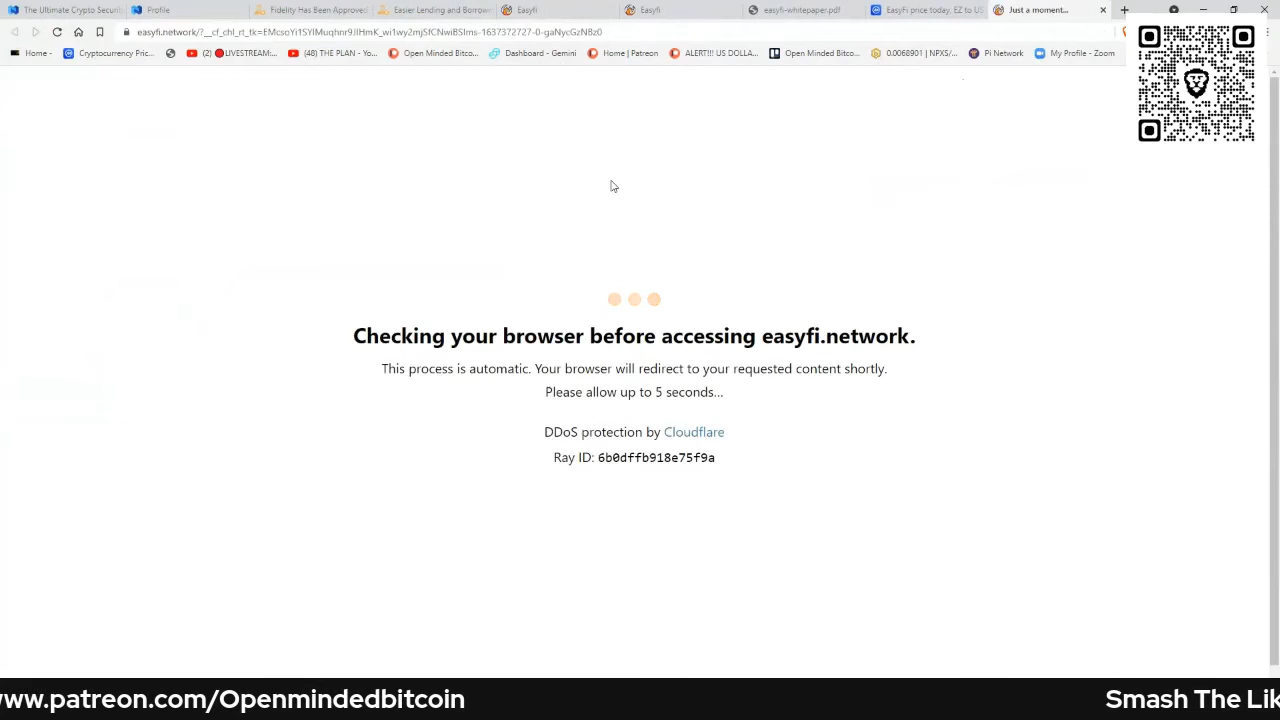 The Ultimate Crypto Securit
Profile
Fidelity Has Been Approved
Easier Lending and Borrow
Easyfi
Easyfi
easyfi-whitepaper.pdf
EasyFi price today, EZ to US
Just a moment...
Home -
Cryptocurrency Pric...
(2) 🔴LIVESTREAM:...
(48) THE PLAN - Yo...
Open Minded Bitco...
Dashboard - Gemini
Home | Patreon
ALERT!!! US DOLLA...
Open Minded Bitco...
0.0068901 | NPXS/...
Pi Network
My Profile - Zoom
Checking your browser before accessing easyfi.network.
This process is automatic. Your browser will redirect to your requested content shortly.
Please allow up to 5 seconds...
DDoS protection by Cloudflare
Ray ID: 6b0dffb918e75f9a
www.patreon.com/Openmindedbitcoin
Smash The Lik